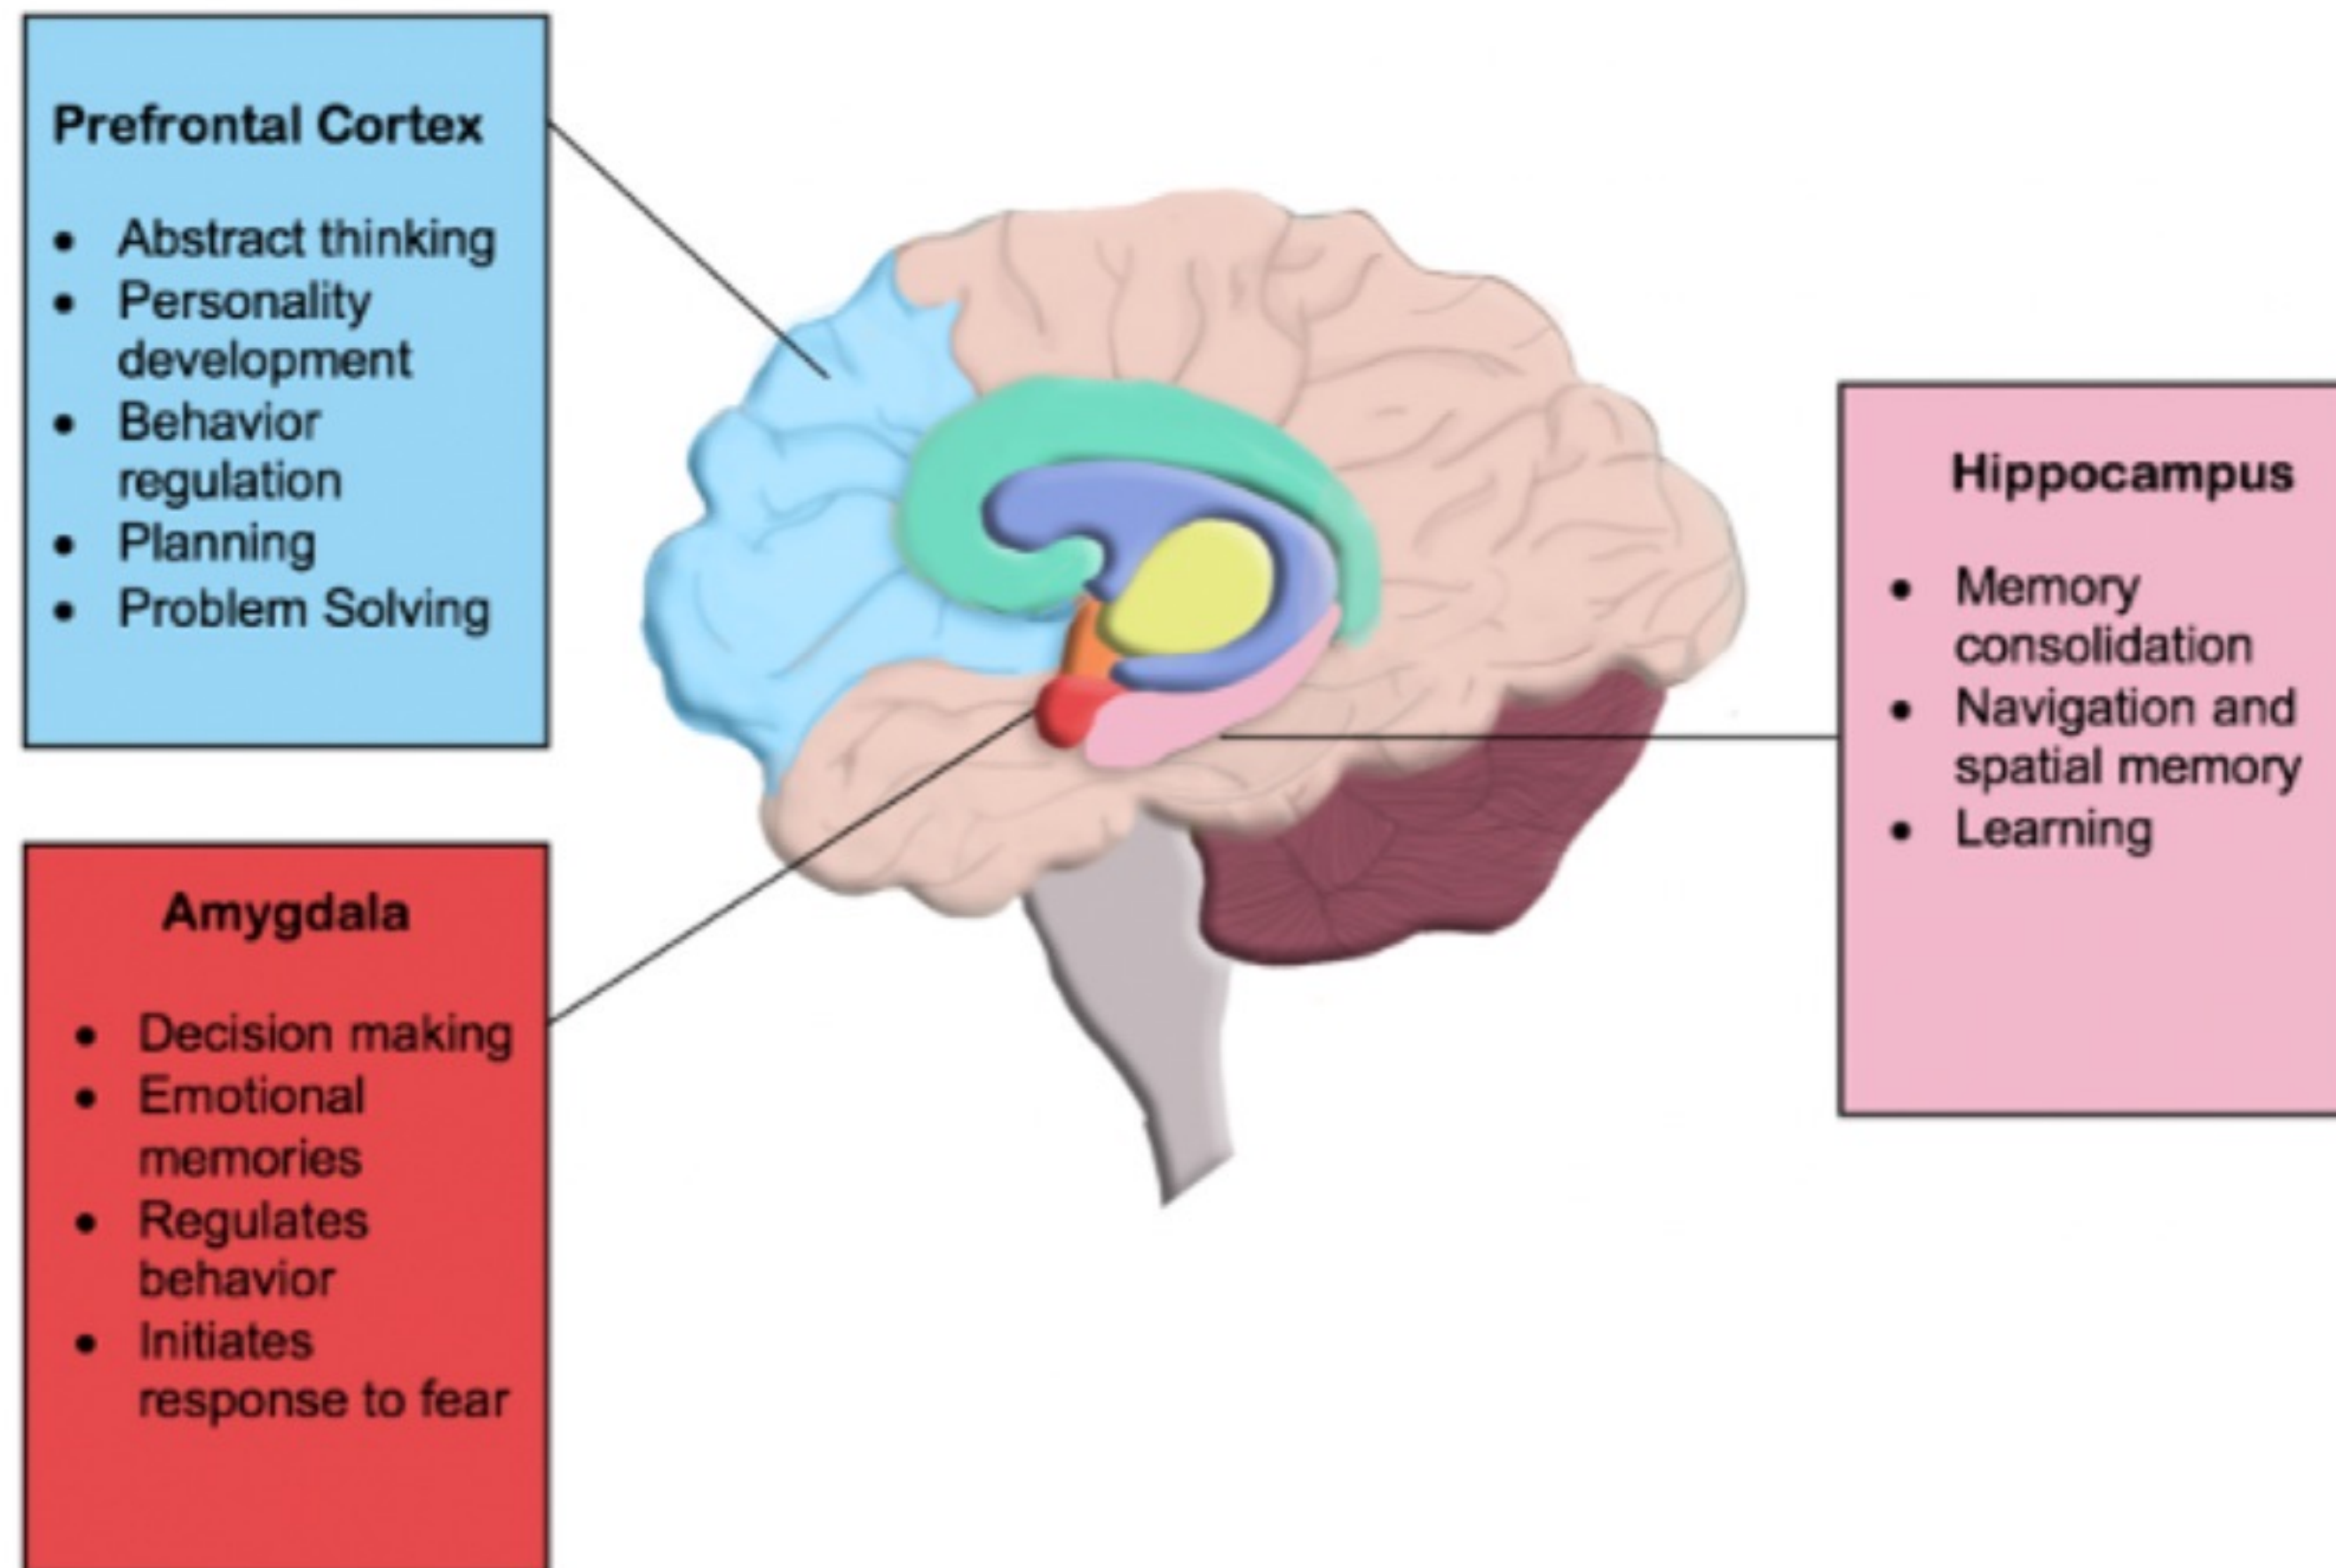 Prefrontal Cortex
• Abstract thinking
• Personality
development
• Behavior
regulation
• Planning
• Problem Solving
Amygdala
• Decision making
• Emotional
memories
• Regulates
behavior
• Initiates
response to fear
Hippocampus
• Memory
consolidation
• Navigation and
spatial memory
• Learning